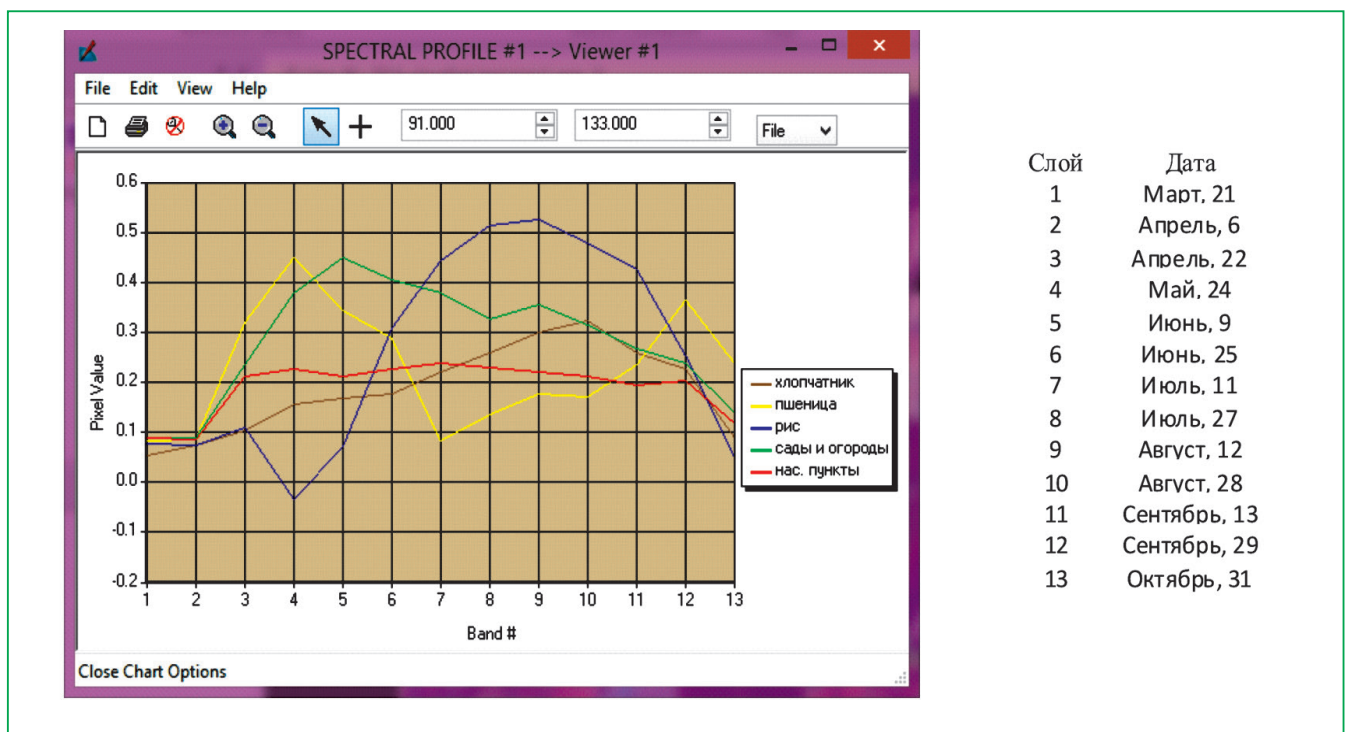 SPECTRAL PROFILE #1 --> Viewer #1
File Edit View Help
91.000 133.000 File
0.6
0.5
0.4
0.3
0.2
0.1
0.0
-0.1
-0.2
Pixel Value
1 2 3 4 5 6 7 8 9 10 11 12 13
Band #
хлопчатник
пшеница
рис
сады и огороды
нас. пункты
Close Chart Options
Слой Дата
1 Март, 21
2 Апрель, 6
3 Апрель, 22
4 Май, 24
5 Июнь, 9
6 Июнь, 25
7 Июль, 11
8 Июль, 27
9 Август, 12
10 Август, 28
11 Сентябрь, 13
12 Сентябрь, 29
13 Октябрь, 31